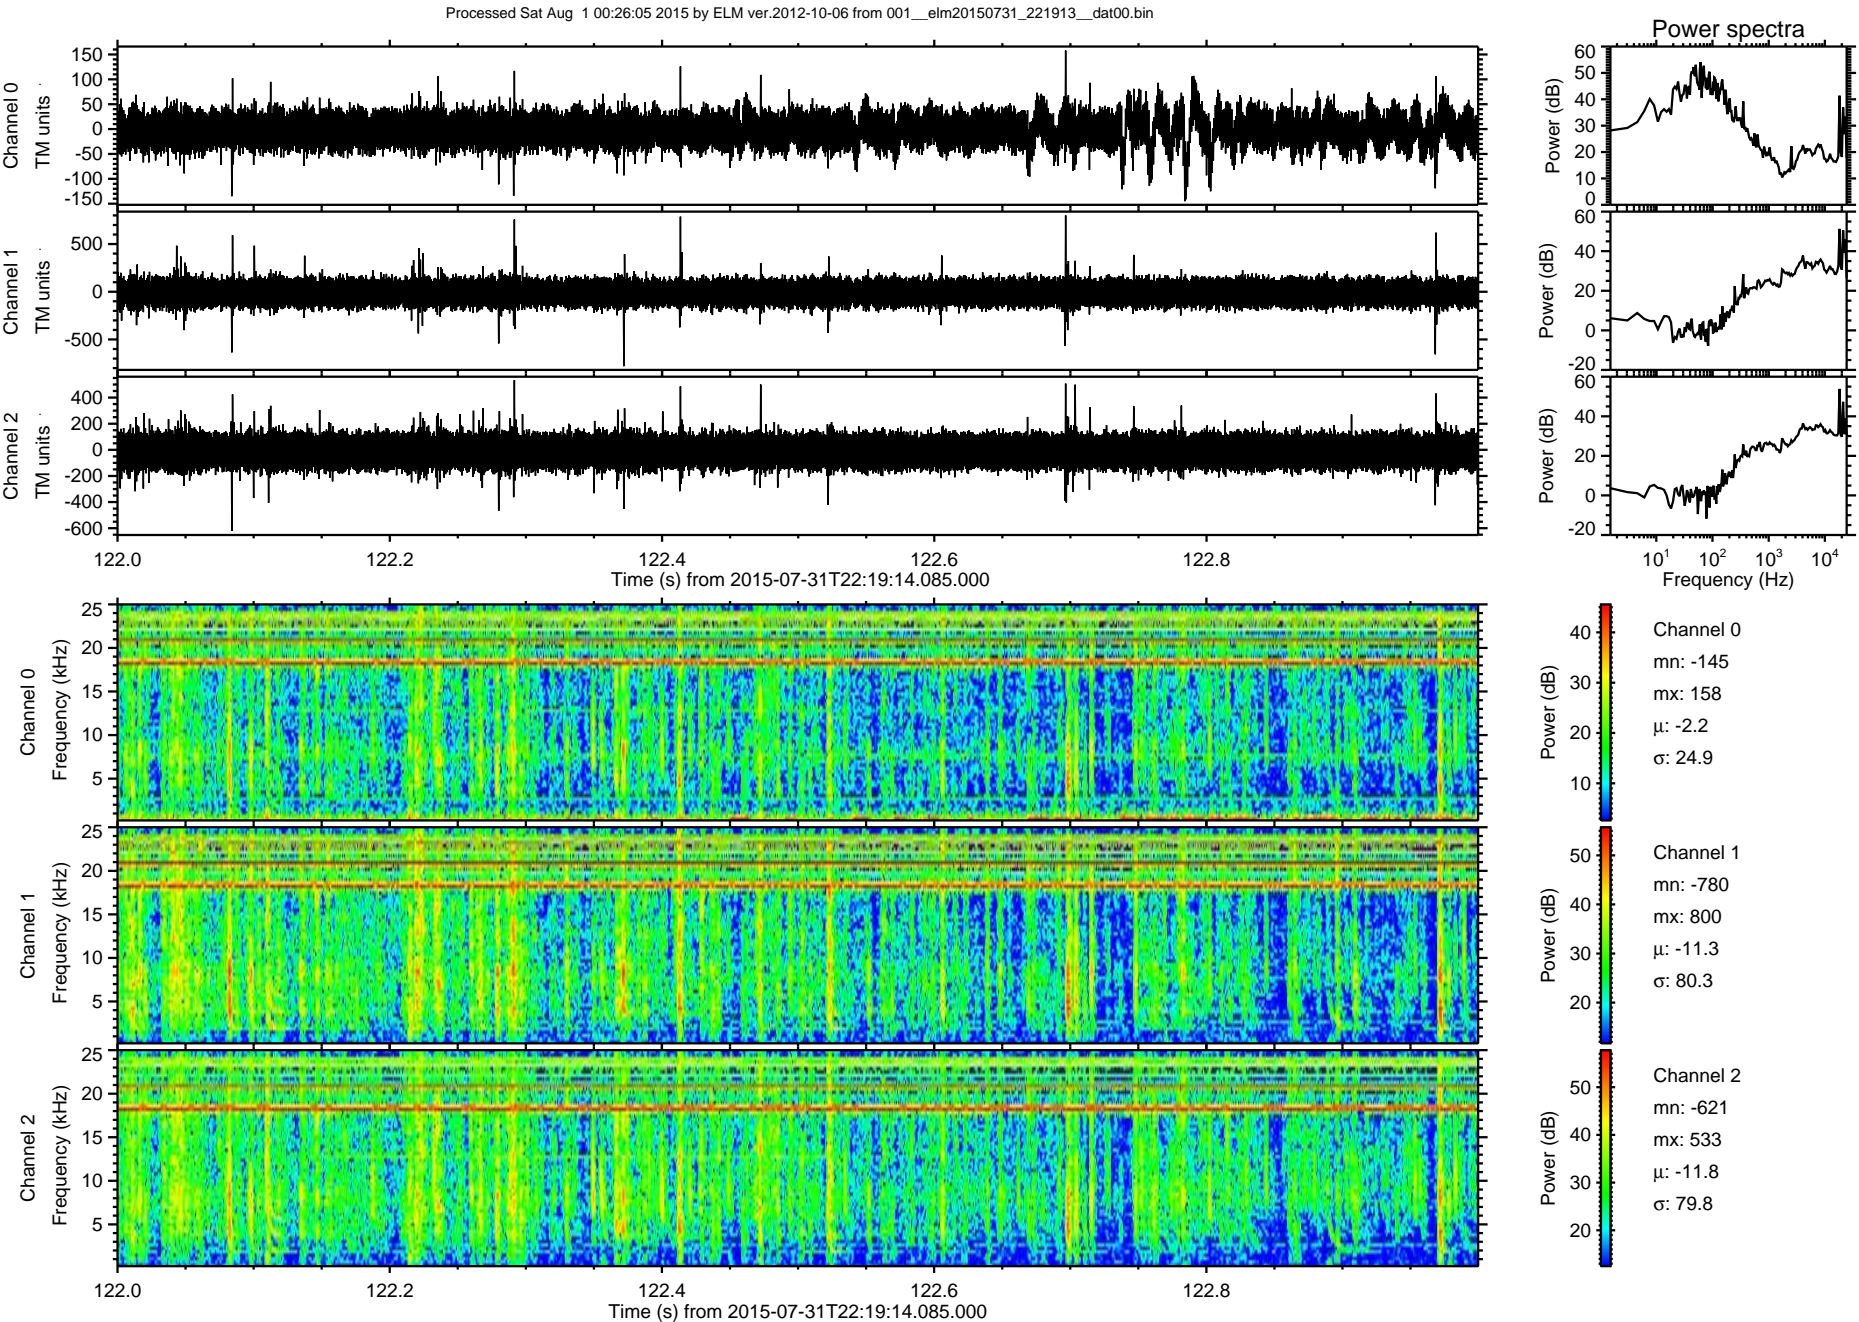 Processed Sat Aug  1 00:26:05 2015 by ELM ver.2012-10-06 from 001__elm20150731_221913__dat00.bin
Power spectra
Channel 0
TM units
150
100
50
0
-50
-100
-150
Power (dB)
60
50
40
30
20
10
0
Channel 1
TM units
500
0
-500
Power (dB)
60
40
20
0
-20
Channel 2
TM units
400
200
0
-200
-400
-600
Power (dB)
60
40
20
0
-20
122.0 122.2 122.4 122.6 122.8
Time (s) from 2015-07-31T22:19:14.085.000
10¹ 10² 10³ 10⁴
Frequency (Hz)
Channel 0
Frequency (kHz)
25
20
15
10
5
Power (dB)
40
30
20
10
Channel 0
mn: -145
mx: 158
μ: -2.2
σ: 24.9
Channel 1
Frequency (kHz)
25
20
15
10
5
Power (dB)
50
40
30
20
Channel 1
mn: -780
mx: 800
μ: -11.3
σ: 80.3
Channel 2
Frequency (kHz)
25
20
15
10
5
Power (dB)
50
40
30
20
Channel 2
mn: -621
mx: 533
μ: -11.8
σ: 79.8
122.0 122.2 122.4 122.6 122.8
Time (s) from 2015-07-31T22:19:14.085.000